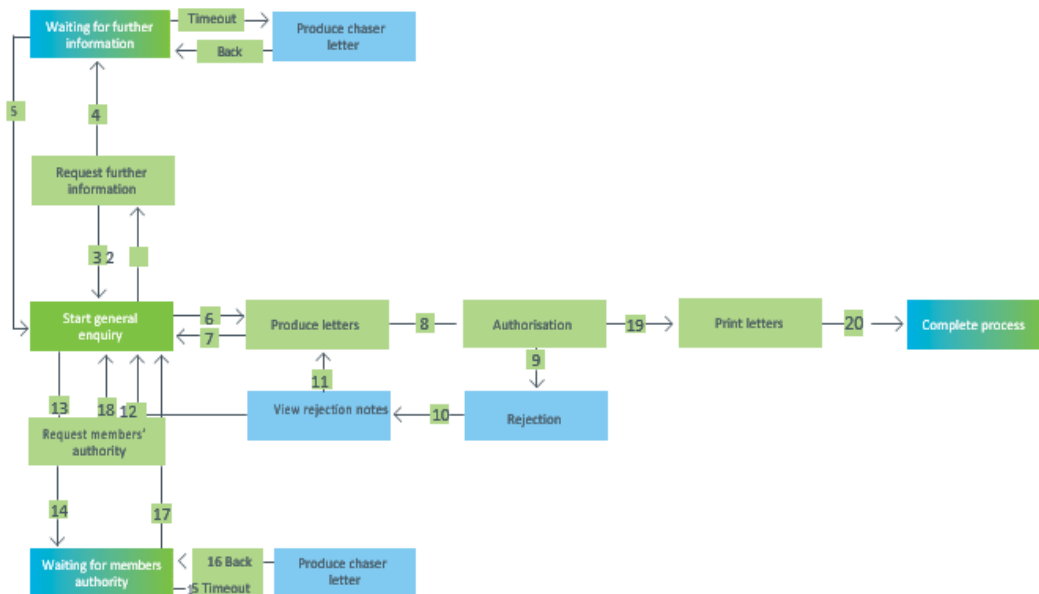 Waiting for further
information
Timeout
Back
Produce chaser
letter
5
4
Request further
information
3 2
Start general
enquiry
6
7
Produce letters
8
Authorisation
19
Print letters
20
Complete process
9
11
13
18
12
View rejection notes
10
Rejection
Request members'
authority
14
17
Waiting for members
authority
16 Back
15 Timeout
Produce chaser
letter